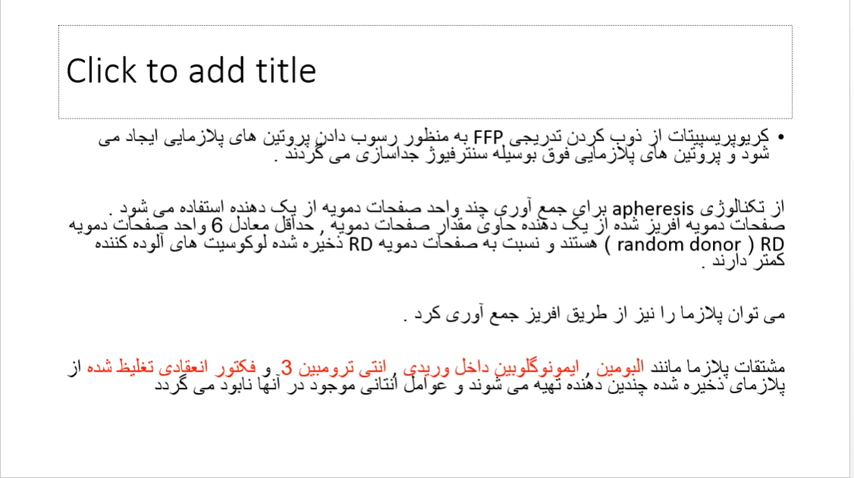 Click to add title
• کریوپریسپیتات از ذوب کردن تدریجی FFP به منظور رسوب دادن پروتین های پلازمایی ایجاد می
شود و پروتین های پلازمایی فوق بوسیله سنترفیوژ جداسازی می گردند .
از تکنالوژی apheresis برای جمع آوری چند واحد صفحات دمویه از یک دهنده استفاده می شود .
صفحات دمویه افریز شده از یک دهنده حاوی مقدار صفحات دمویه , حداقل معادل 6 واحد صفحات دمویه
RD ( random donor ) هستند و نسبت به صفحات دمویه RD ذخیره شده لوکوسیت های آلوده کننده
کمتر دارند .
می توان پلازما را نیز از طریق افریز جمع آوری کرد .
مشتقات پلازما مانند البومین , ایمونوگلوبین داخل وریدی , انتی ترومبین 3 و فکتور انعقادی تغلیظ شده از
پلازمای ذخیره شده چندین دهنده تهیه می شوند و عوامل انتانی موجود در آنها نابود می گردد